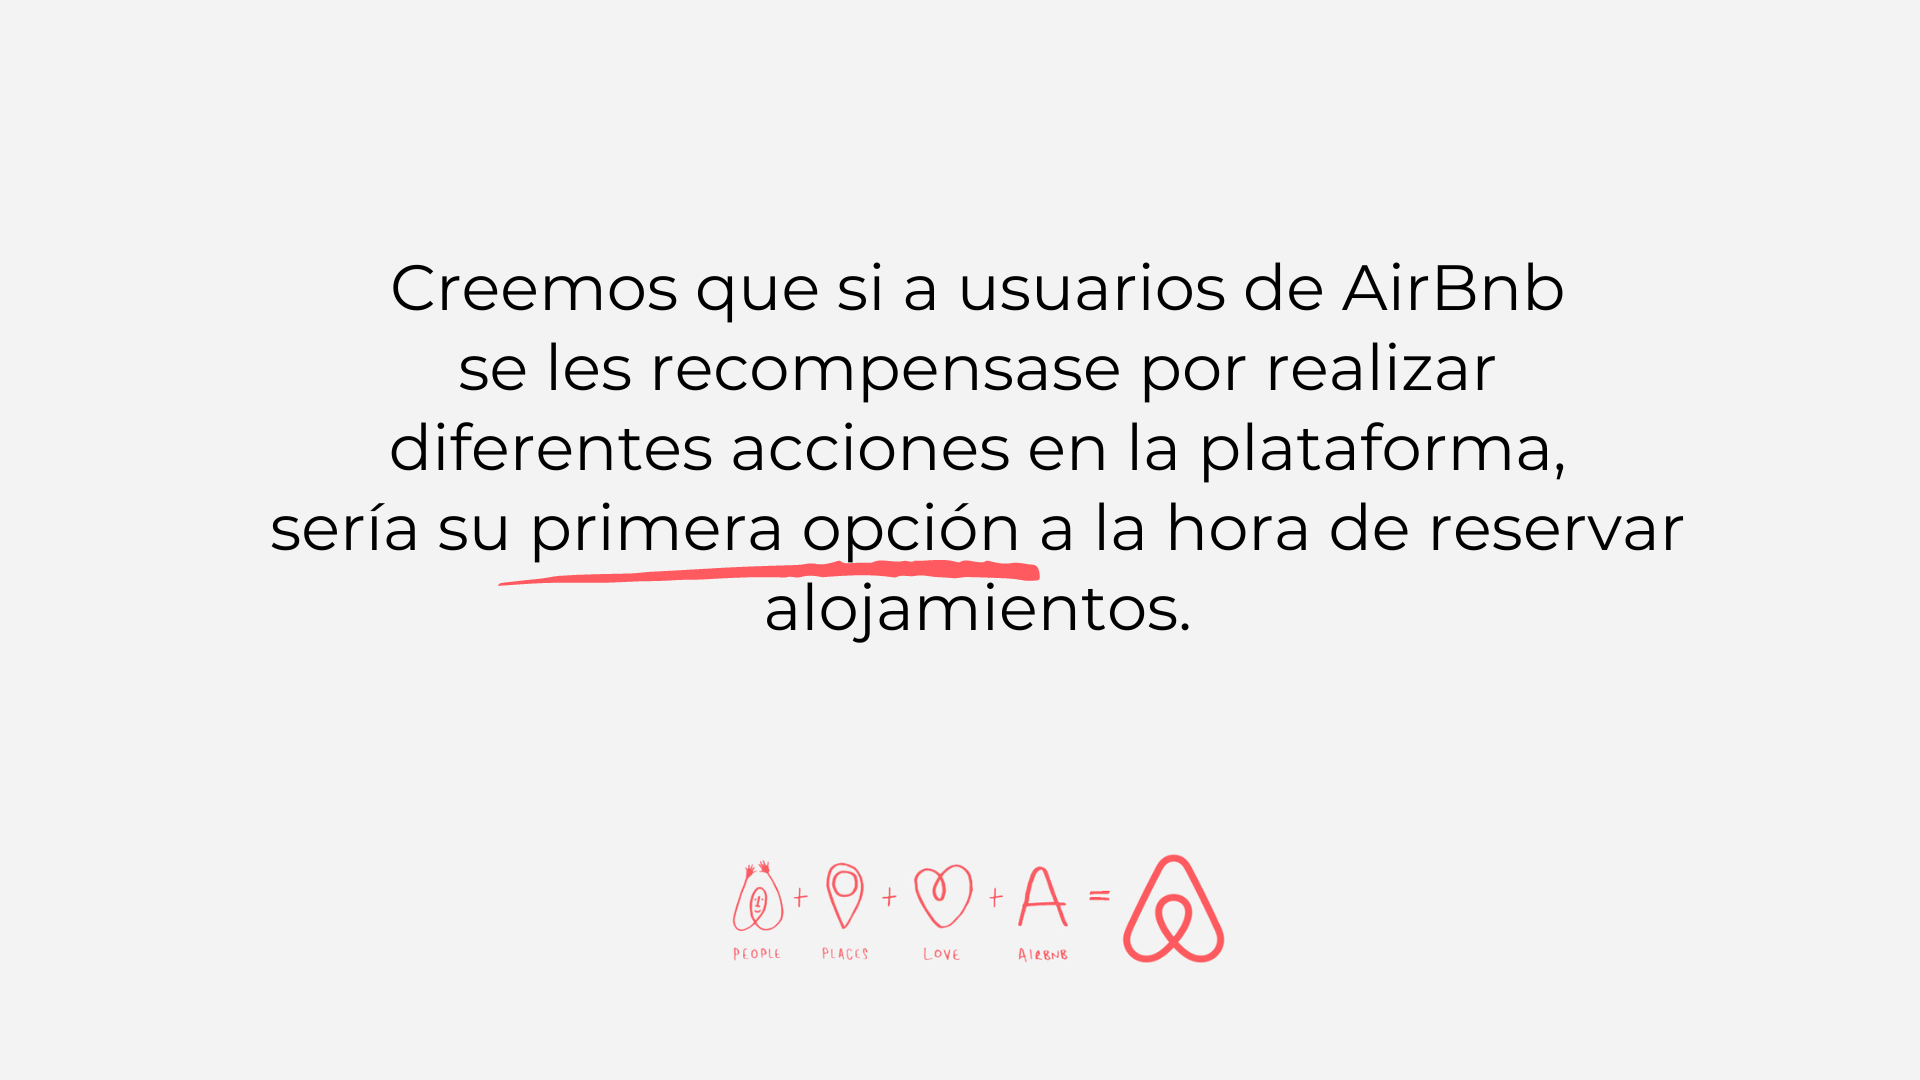 Creemos que si a usuarios de AirBnb
se les recompensase por realizar
diferentes acciones en la plataforma,
sería su primera opción a la hora de reservar
alojamientos.
+ + + A =
PEOPLE PLACES LOVE AIRBNB